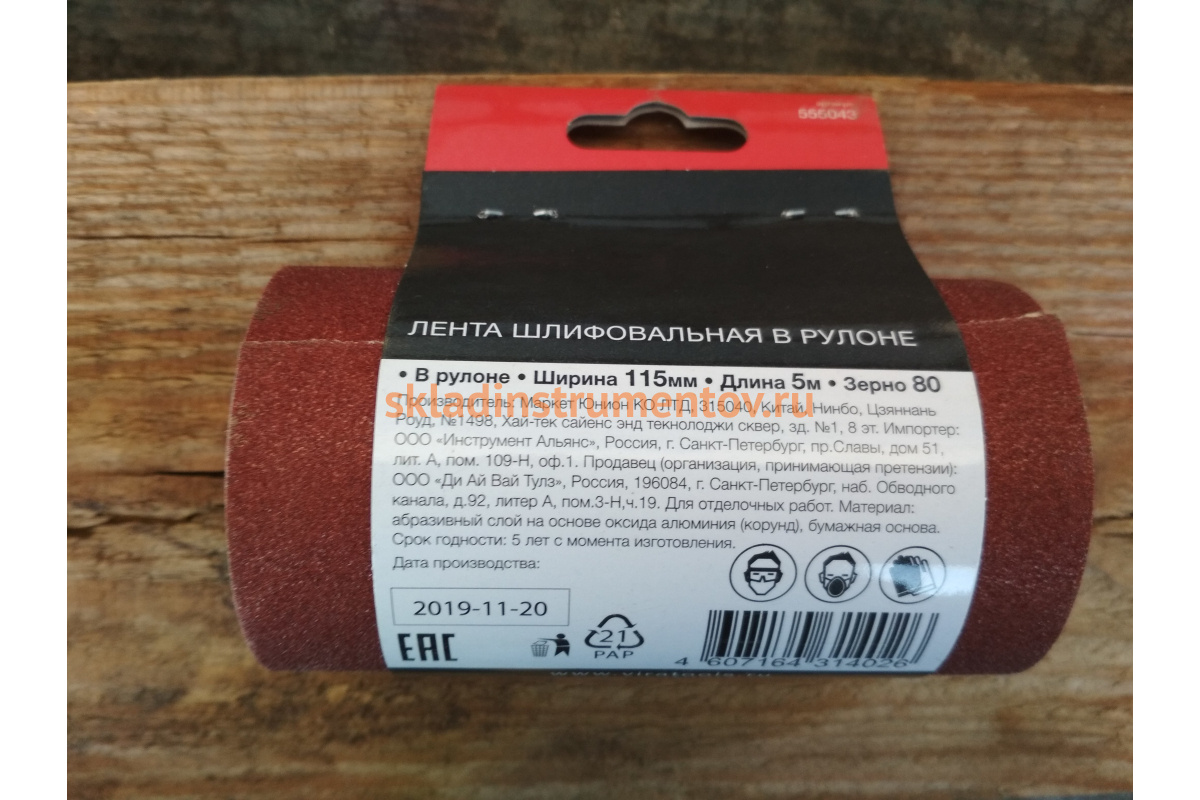 артикул:
555043
ЛЕНТА ШЛИФОВАЛЬНАЯ В РУЛОНЕ
• В рулоне • Ширина 115мм • Длина 5м • Зерно 80
skladinstrumentov.ru
Производитель: Маркет Юнион КО ЛТД, 315040, Китай, Нинбо, Цзяннань
Роуд, №1498, Хай-тек сайенс энд текнолоджи сквер, зд. №1, 8 эт. Импортер:
ООО «Инструмент Альянс», Россия, г. Санкт-Петербург, пр.Славы, дом 51,
лит. А, пом. 109-Н, оф.1. Продавец (организация, принимающая претензии):
ООО «Ди Ай Вай Тулз», Россия, 196084, г. Санкт-Петербург, наб. Обводного
канала, д.92, литер А, пом.3-Н,ч.19. Для отделочных работ. Материал:
абразивный слой на основе оксида алюминия (корунд), бумажная основа.
Срок годности: 5 лет с момента изготовления.
Дата производства:
2019-11-20
EAC
21
PAP
4 607164 314026
www.viratools.ru